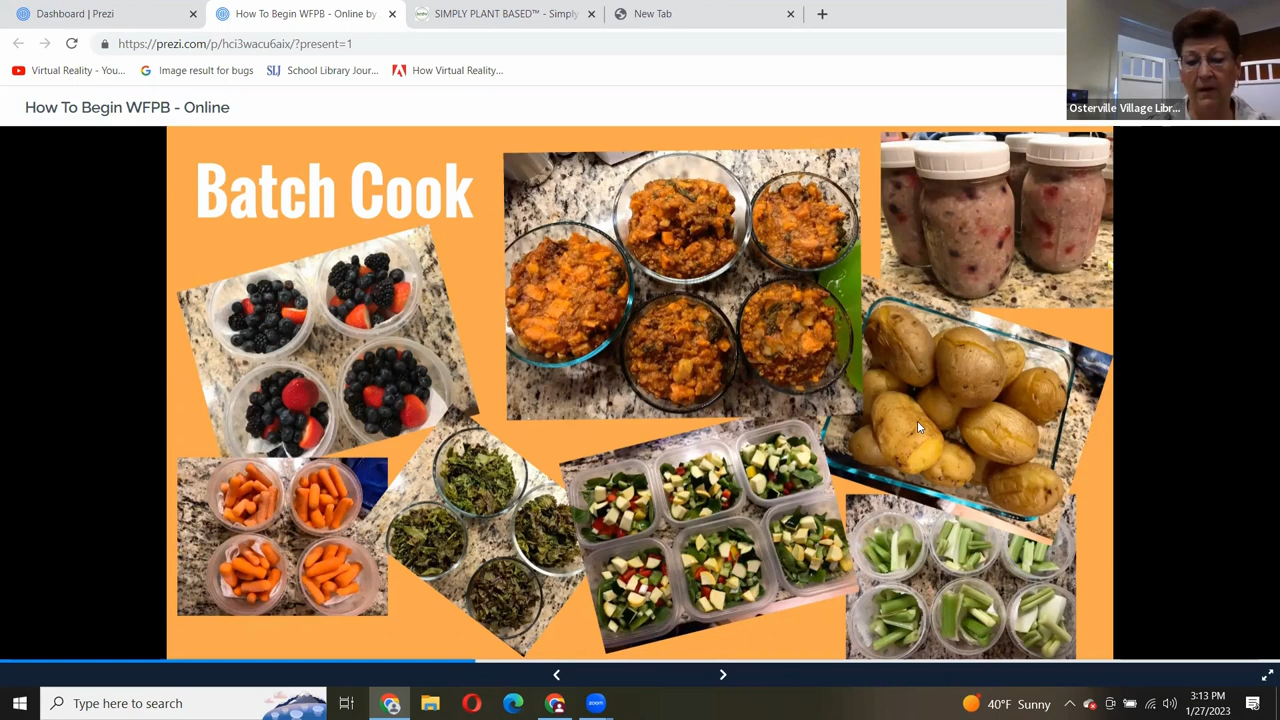 Dashboard | Prezi
How To Begin WFPB - Online by
SIMPLY PLANT BASED™ - Simply
New Tab
https://prezi.com/p/hci3wacu6aix/?present=1
Virtual Reality - You...
Image result for bugs
SLJ
School Library Jour...
How Virtual Reality...
Osterville Village Libr...
How To Begin WFPB - Online
Batch Cook
Type here to search
zoom
40°F Sunny
3:13 PM
1/27/2023